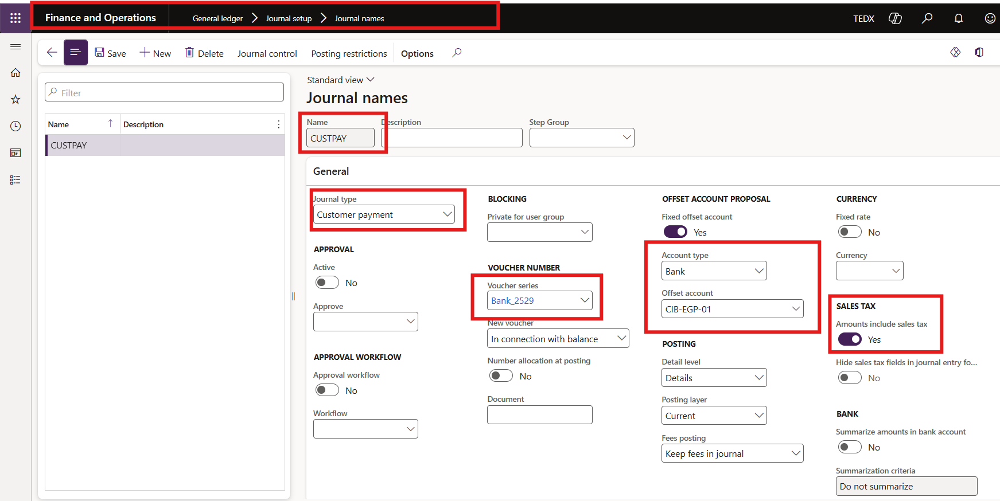 Finance and Operations
General ledger > Journal setup > Journal names
TEDX
Save
New
Delete
Journal control
Posting restrictions
Options
Filter
Name
Description
CUSTPAY
Standard view
Journal names
Name
CUSTPAY
Description
Step Group
General
Journal type
Customer payment
APPROVAL
Active
No
Approve
APPROVAL WORKFLOW
Approval workflow
No
Workflow
BLOCKING
Private for user group
VOUCHER NUMBER
Voucher series
Bank_2529
New voucher
In connection with balance
Number allocation at posting
No
Document
OFFSET ACCOUNT PROPOSAL
Fixed offset account
Yes
Account type
Bank
Offset account
CIB-EGP-01
POSTING
Detail level
Details
Posting layer
Current
Fees posting
Keep fees in journal
CURRENCY
Fixed rate
No
Currency
SALES TAX
Amounts include sales tax
Yes
Hide sales tax fields in journal entry fo...
No
BANK
Summarize amounts in bank account
No
Summarization criteria
Do not summarize